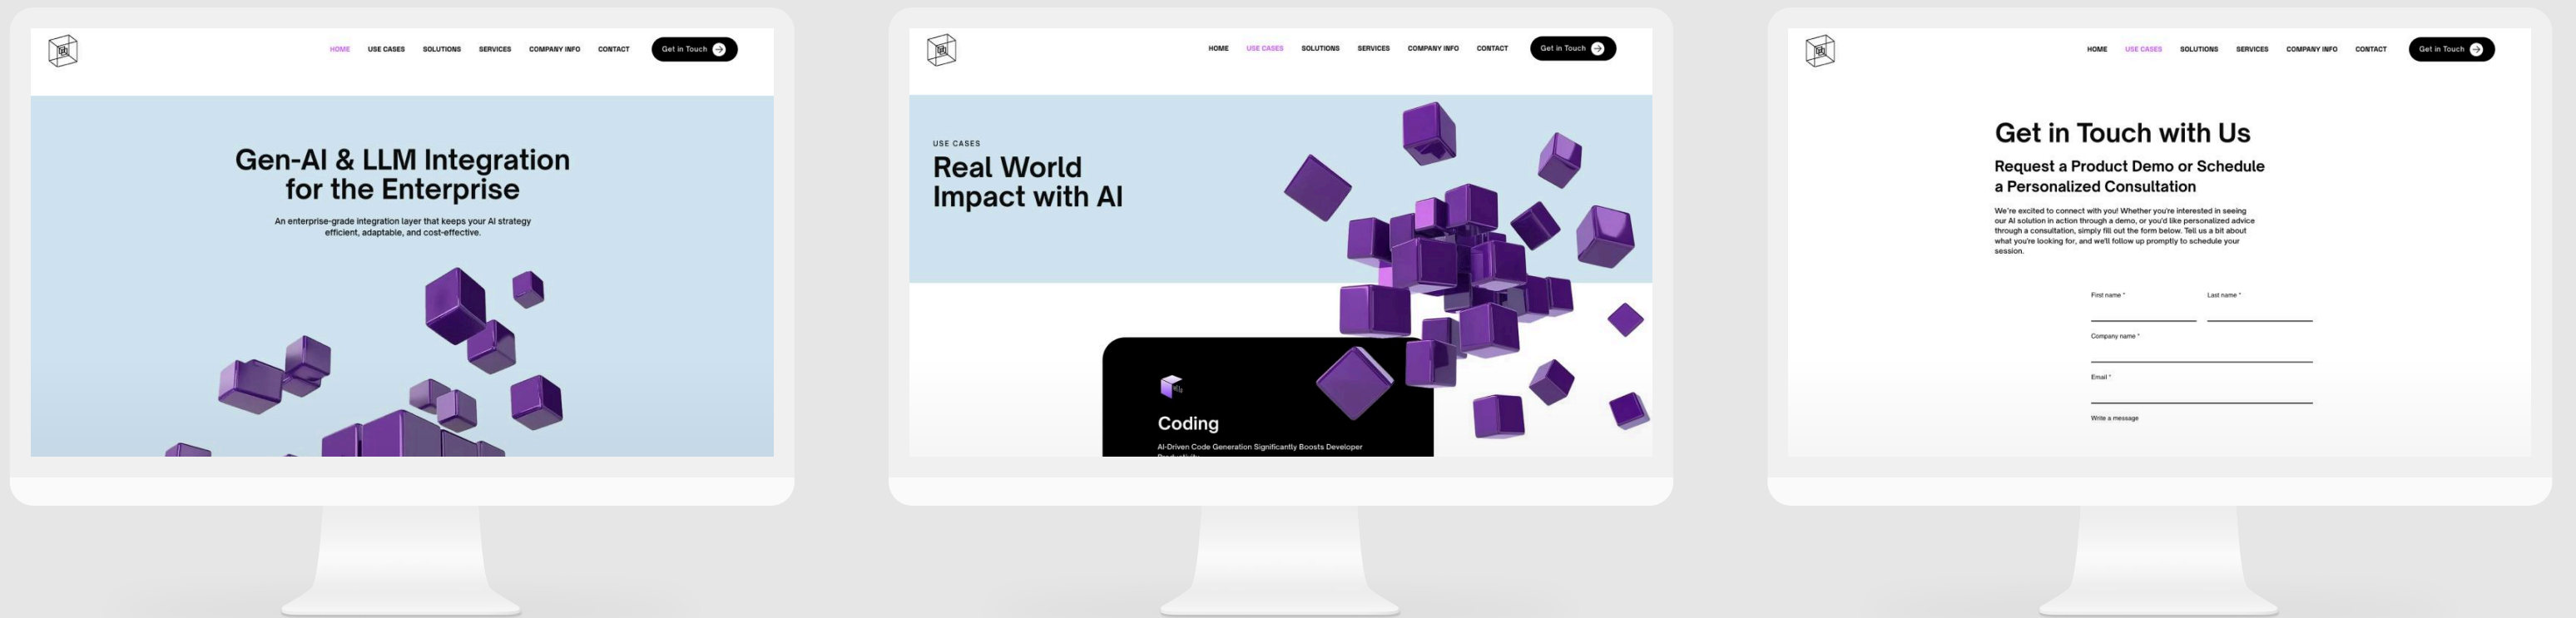 HOME USE CASES SOLUTIONS SERVICES COMPANY INFO CONTACT Get in Touch
Gen-AI & LLM Integration
for the Enterprise
An enterprise-grade integration layer that keeps your AI strategy
efficient, adaptable, and cost-effective.
HOME USE CASES SOLUTIONS SERVICES COMPANY INFO CONTACT Get in Touch
USE CASES
Real World
Impact with AI
Coding
AI-Driven Code Generation Significantly Boosts Developer
HOME USE CASES SOLUTIONS SERVICES COMPANY INFO CONTACT Get in Touch
Get in Touch with Us
Request a Product Demo or Schedule
a Personalized Consultation
We're excited to connect with you! Whether you're interested in seeing
our AI solution in action through a demo, or you'd like personalized advice
through a consultation, simply fill out the form below. Tell us a bit about
what you're looking for, and we'll follow up promptly to schedule your
session.
First name * Last name *
Company name *
Email *
Write a message